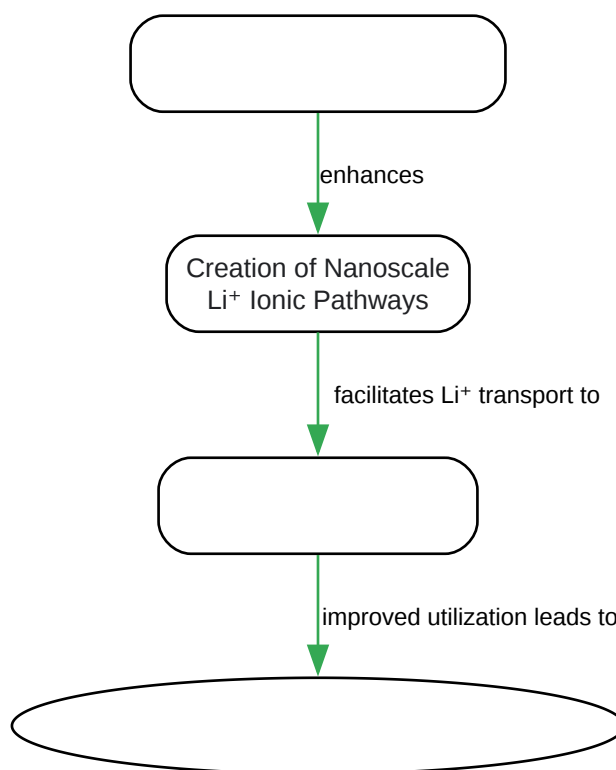 enhances
Creation of Nanoscale
Li⁺ Ionic Pathways
facilitates Li⁺ transport to
improved utilization leads to